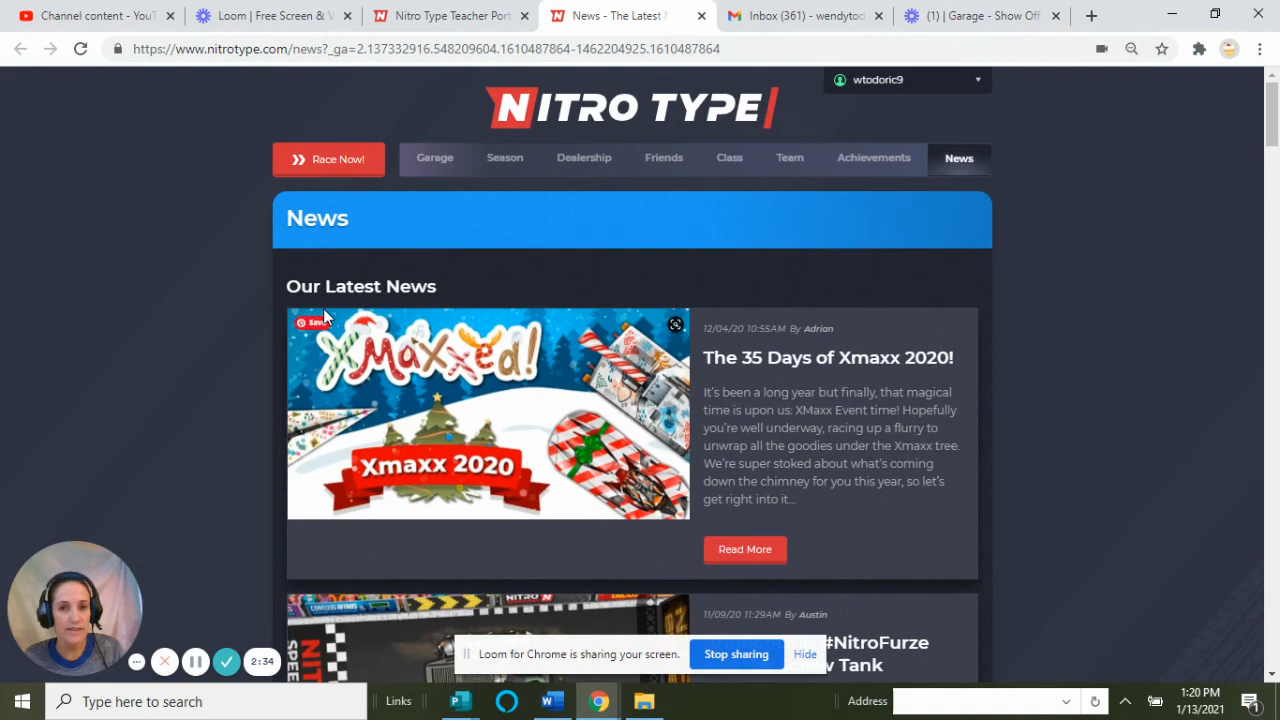 Channel content - YouT
Loom | Free Screen & V
Nitro Type Teacher Port
News - The Latest N
Inbox (361) - wendytod
(1) | Garage - Show Off
https://www.nitrotype.com/news?_ga=2.137332916.548209604.1610487864-1462204925.1610487864
wtodoric9
NITRO TYPE
Race Now!
Garage
Season
Dealership
Friends
Class
Team
Achievements
News
News
Our Latest News
Save
Xmaxxed!
Xmaxx 2020
12/04/20 10:55AM By Adrian
The 35 Days of Xmaxx 2020!
It's been a long year but finally, that magical
time is upon us: XMaxx Event time! Hopefully
you're well underway, racing up a flurry to
unwrap all the goodies under the Xmaxx tree.
We're super stoked about what's coming
down the chimney for you this year, so let's
get right into it...
Read More
11/09/20 11:29AM By Austin
#NitroFurze
Tank
2:34
Loom for Chrome is sharing your screen.
Stop sharing
Hide
Type here to search
Links
Address
1:20 PM
1/13/2021
1